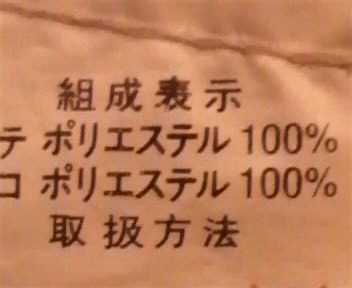 組成表示
テ ポリエステル 100%
コ ポリエステル 100%
取扱方法